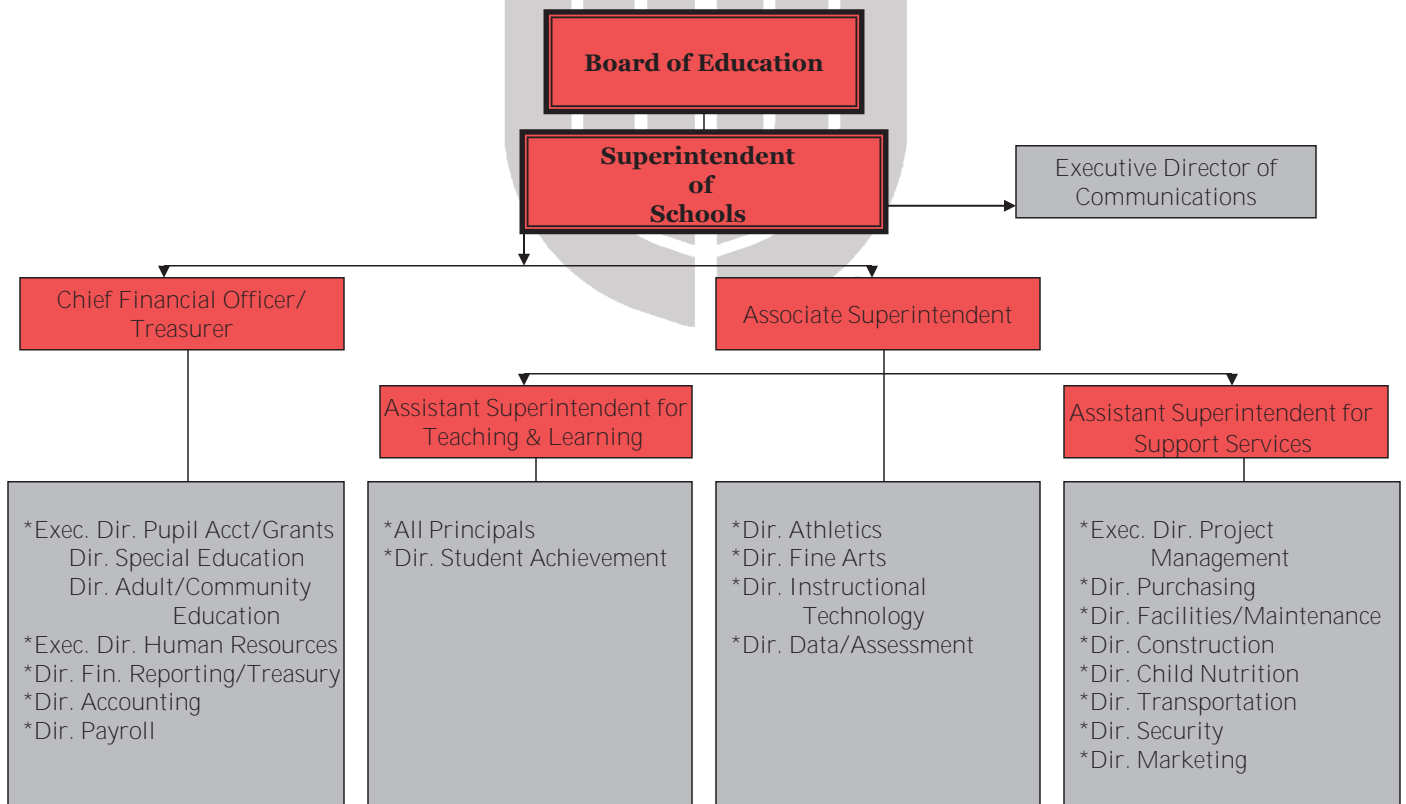 Board of Education
Superintendent
of
Schools
Executive Director of
Communications
Chief Financial Officer/
Treasurer
Associate Superintendent
Assistant Superintendent for
Teaching & Learning
Assistant Superintendent for
Support Services
*Exec. Dir. Pupil Acct/Grants
Dir. Special Education
Dir. Adult/Community
Education
*Exec. Dir. Human Resources
*Dir. Fin. Reporting/Treasury
*Dir. Accounting
*Dir. Payroll
*All Principals
*Dir. Student Achievement
*Dir. Athletics
*Dir. Fine Arts
*Dir. Instructional
Technology
*Dir. Data/Assessment
*Exec. Dir. Project
Management
*Dir. Purchasing
*Dir. Facilities/Maintenance
*Dir. Construction
*Dir. Child Nutrition
*Dir. Transportation
*Dir. Security
*Dir. Marketing